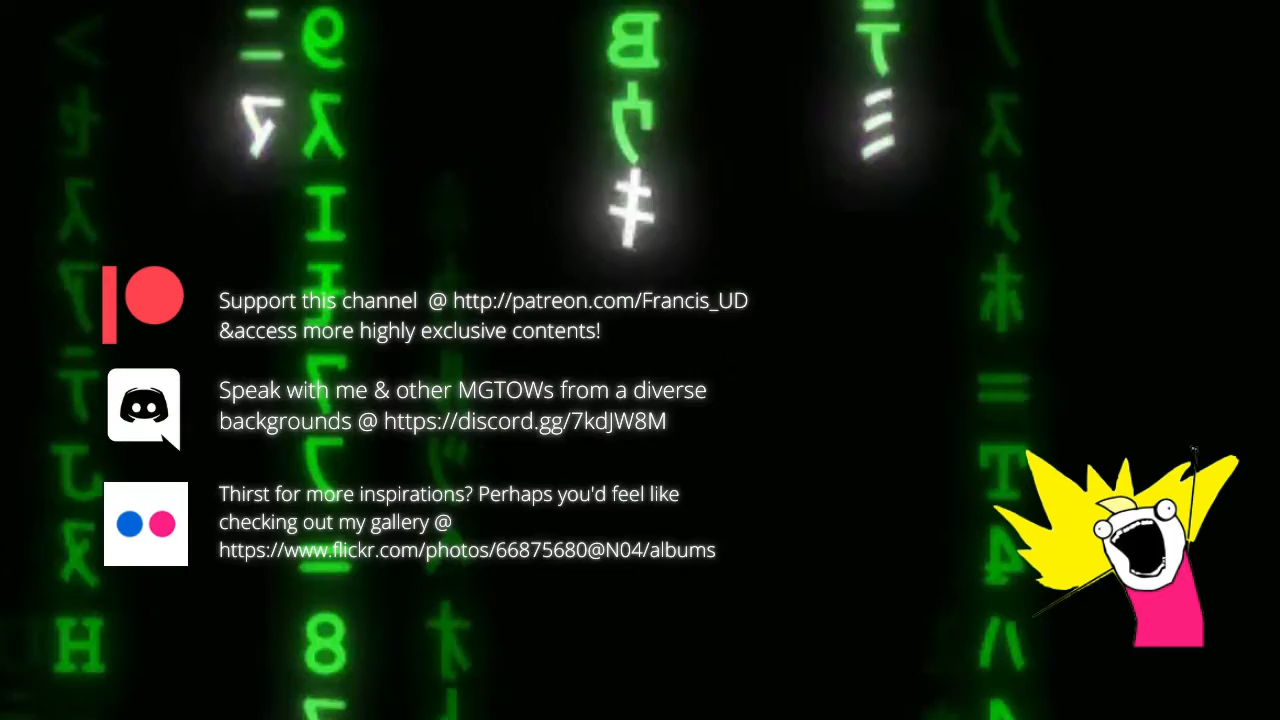 Support this channel  @ http://patreon.com/Francis_UD
&access more highly exclusive contents!
Speak with me & other MGTOWs from a diverse
backgrounds @ https://discord.gg/7kdJW8M
Thirst for more inspirations? Perhaps you'd feel like
checking out my gallery @
https://www.flickr.com/photos/66875680@N04/albums